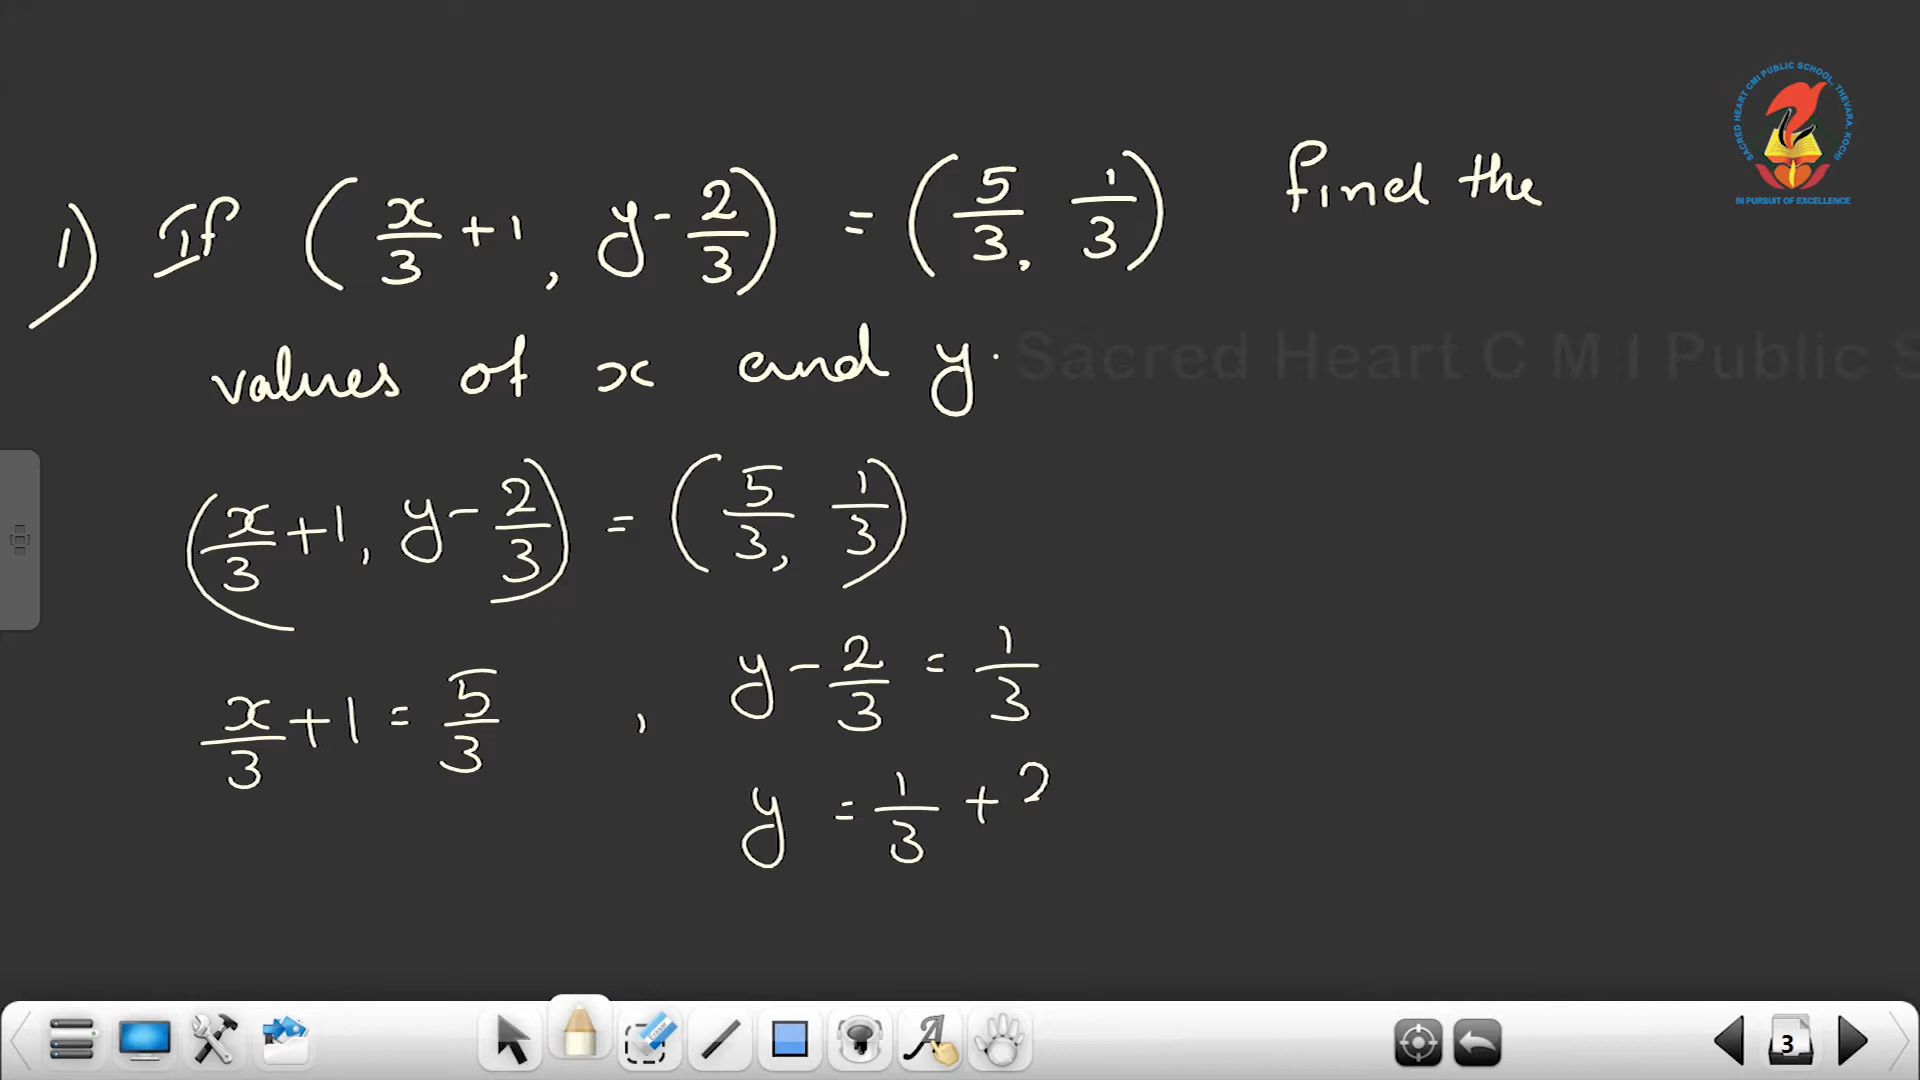 1) If (x/3 + 1, y - 2/3) = (5/3, 1/3) find the
values of x and y.
(x/3 + 1, y - 2/3) = (5/3, 1/3)
x/3 + 1 = 5/3 , y - 2/3 = 1/3
y = 1/3 + 2
SACRED HEART CMI PUBLIC SCHOOL, THEVARA, KOCHI
IN PURSUIT OF EXCELLENCE
Sacred Heart C M I Public S
3